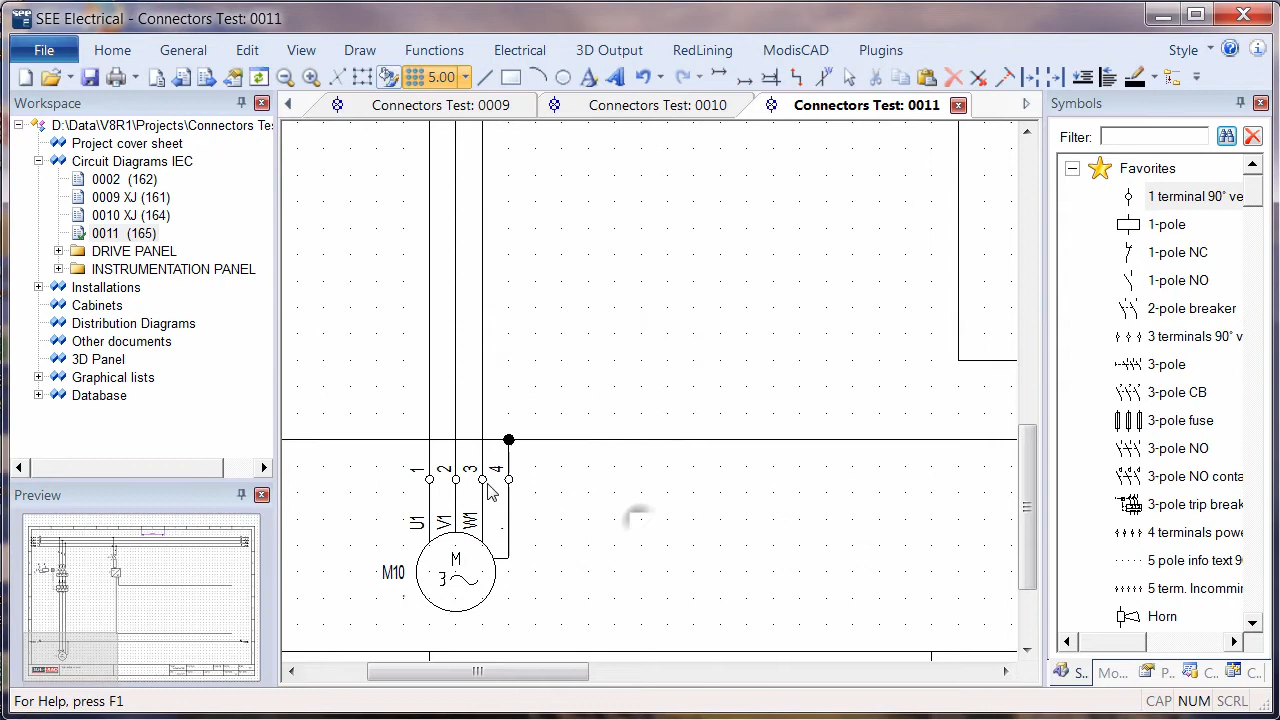 SEE Electrical - Connectors Test: 0011
File Home General Edit View Draw Functions Electrical 3D Output RedLining ModisCAD Plugins Style
5.00
Workspace
Connectors Test: 0009 Connectors Test: 0010 Connectors Test: 0011
Symbols
D:\Data\V8R1\Projects\Connectors Te
Project cover sheet
Circuit Diagrams IEC
0002 (162)
0009 XJ (161)
0010 XJ (164)
0011 (165)
DRIVE PANEL
INSTRUMENTATION PANEL
Installations
Cabinets
Distribution Diagrams
Other documents
3D Panel
Graphical lists
Database
Preview
1 2 3 4
U1 V1 W1
M10
M
3
Filter:
Favorites
1 terminal 90° ve
1-pole
1-pole NC
1-pole NO
2-pole breaker
3 terminals 90° v
3-pole
3-pole CB
3-pole fuse
3-pole NO
3-pole NO conta
3-pole trip break
4 terminals powe
5 pole info text 9
5 term. Incommin
Horn
S.. Mo... P.. C.. C..
For Help, press F1
CAP NUM SCRL